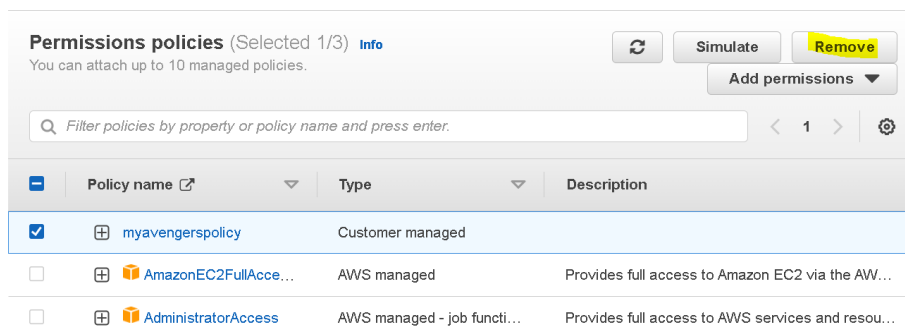 Permissions policies (Selected 1/3) Info
You can attach up to 10 managed policies.
Simulate
Remove
Add permissions
Filter policies by property or policy name and press enter.
1
Policy name Type Description
myavengerspolicy Customer managed
AmazonEC2FullAcce... AWS managed Provides full access to Amazon EC2 via the AW...
AdministratorAccess AWS managed - job functi... Provides full access to AWS services and resou...